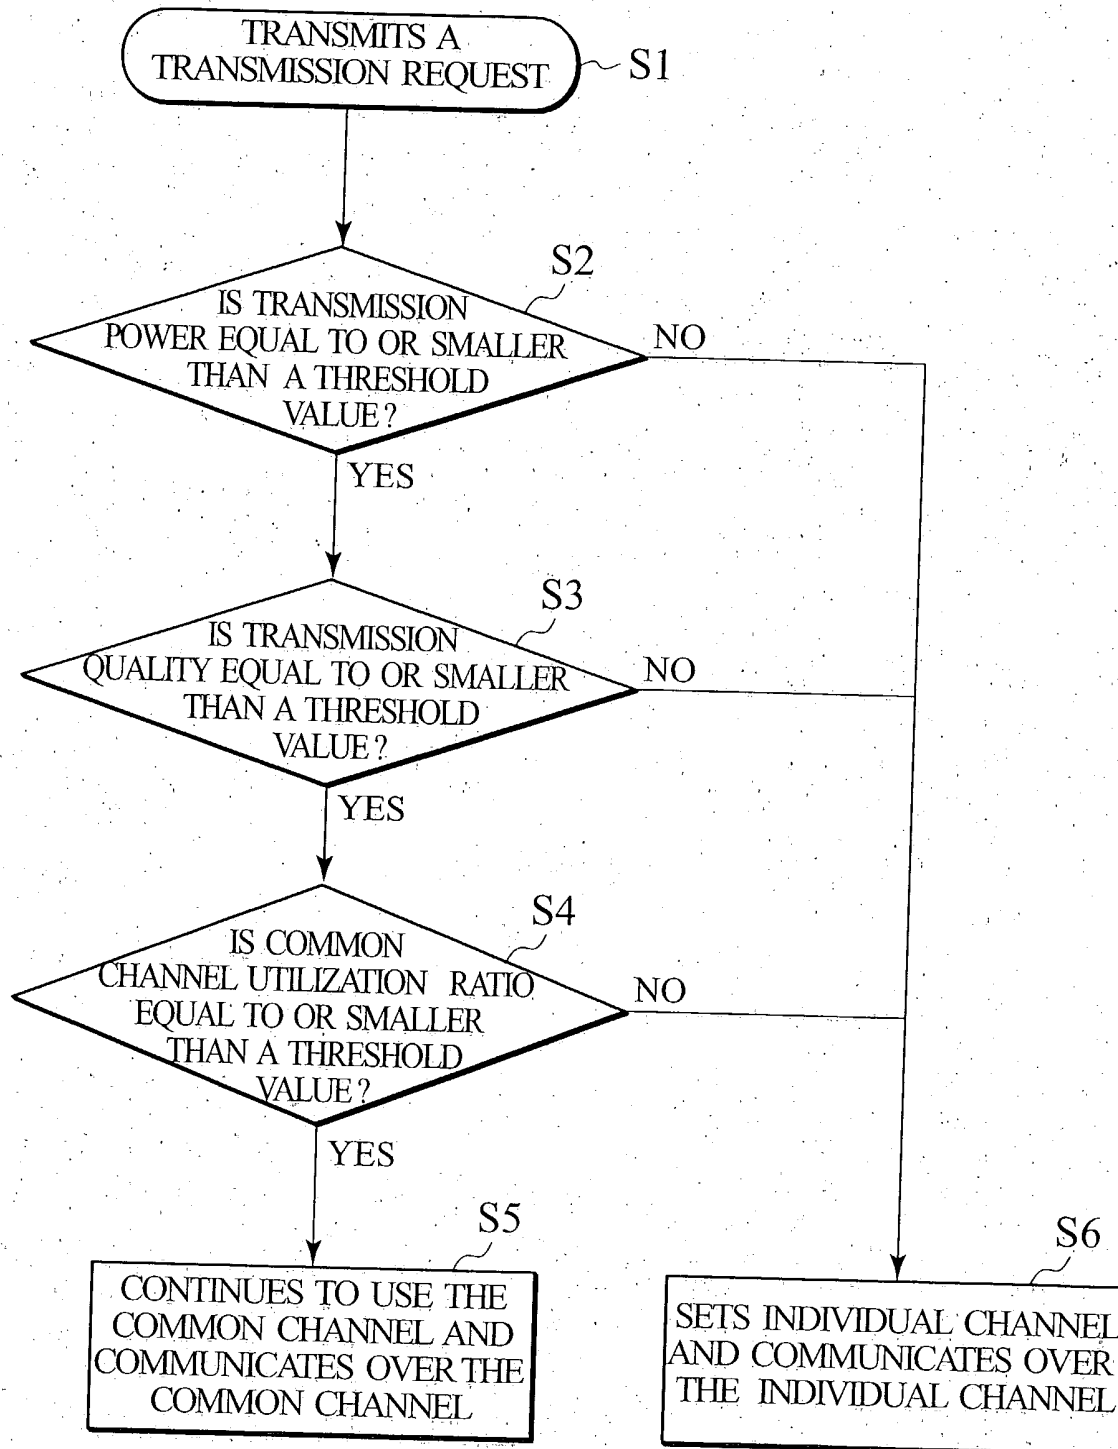 TRANSMITS A
TRANSMISSION REQUEST
S1
S2
IS TRANSMISSION
POWER EQUAL TO OR SMALLER
THAN A THRESHOLD
VALUE?
NO
YES
S3
IS TRANSMISSION
QUALITY EQUAL TO OR SMALLER
THAN A THRESHOLD
VALUE?
NO
YES
S4
IS COMMON
CHANNEL UTILIZATION RATIO
EQUAL TO OR SMALLER
THAN A THRESHOLD
VALUE?
NO
YES
S5
CONTINUES TO USE THE
COMMON CHANNEL AND
COMMUNICATES OVER THE
COMMON CHANNEL
S6
SETS INDIVIDUAL CHANNEL
AND COMMUNICATES OVER
THE INDIVIDUAL CHANNEL